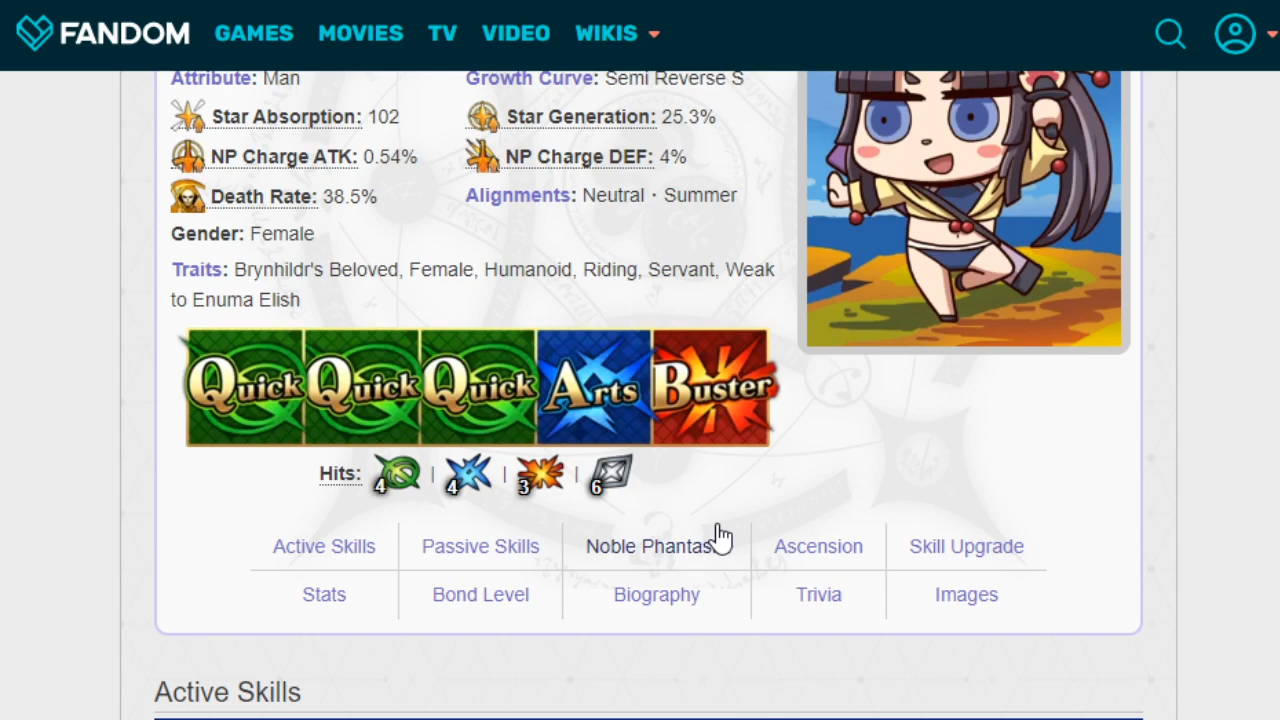 FANDOM GAMES MOVIES TV VIDEO WIKIS
Attribute: Man Growth Curve: Semi Reverse S
Star Absorption: 102 Star Generation: 25.3%
NP Charge ATK: 0.54% NP Charge DEF: 4%
Death Rate: 38.5% Alignments: Neutral · Summer
Gender: Female
Traits: Brynhildr's Beloved, Female, Humanoid, Riding, Servant, Weak
to Enuma Elish
Quick Quick Quick Arts Buster
Hits: 4 | 4 | 3 | 6
Active Skills Passive Skills Noble Ascension Skill Upgrade
Stats Bond Level Biography Trivia Images
Active Skills